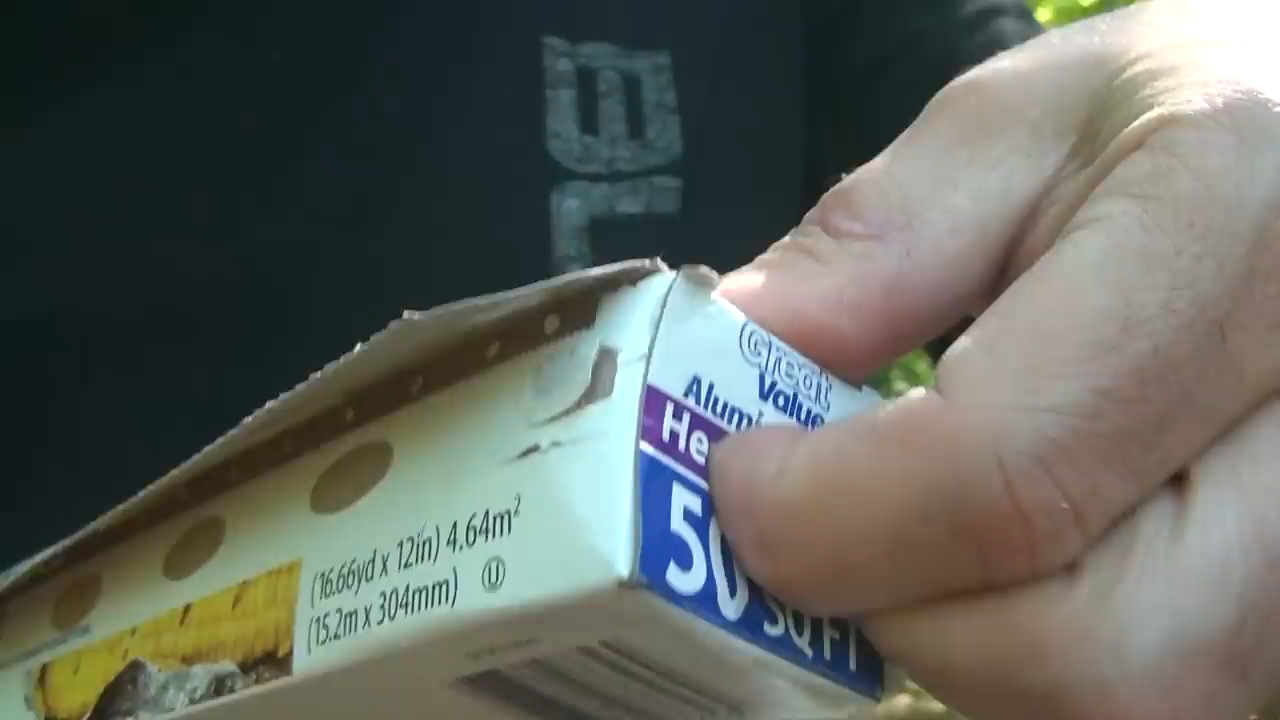 Great
Value
Alumi
He
50
SQ FT
(16.66yd x 12in) 4.64m²
(15.2m x 304mm) U